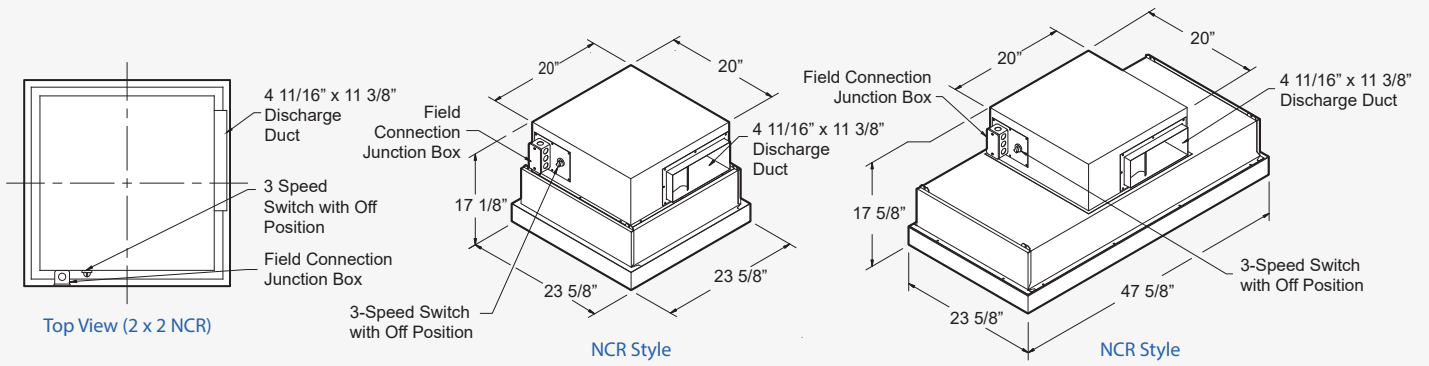 4 11/16” x 11 3/8”
Discharge
Duct
3 Speed
Switch with Off
Position
Field Connection
Junction Box
Top View (2 x 2 NCR)
20”
20”
Field
Connection
Junction Box
4 11/16” x 11 3/8”
Discharge
Duct
17 1/8”
23 5/8”
23 5/8”
3-Speed Switch
with Off Position
NCR Style
20”
20”
Field Connection
Junction Box
4 11/16” x 11 3/8”
Discharge Duct
17 5/8”
3-Speed Switch
with Off Position
47 5/8”
23 5/8”
NCR Style